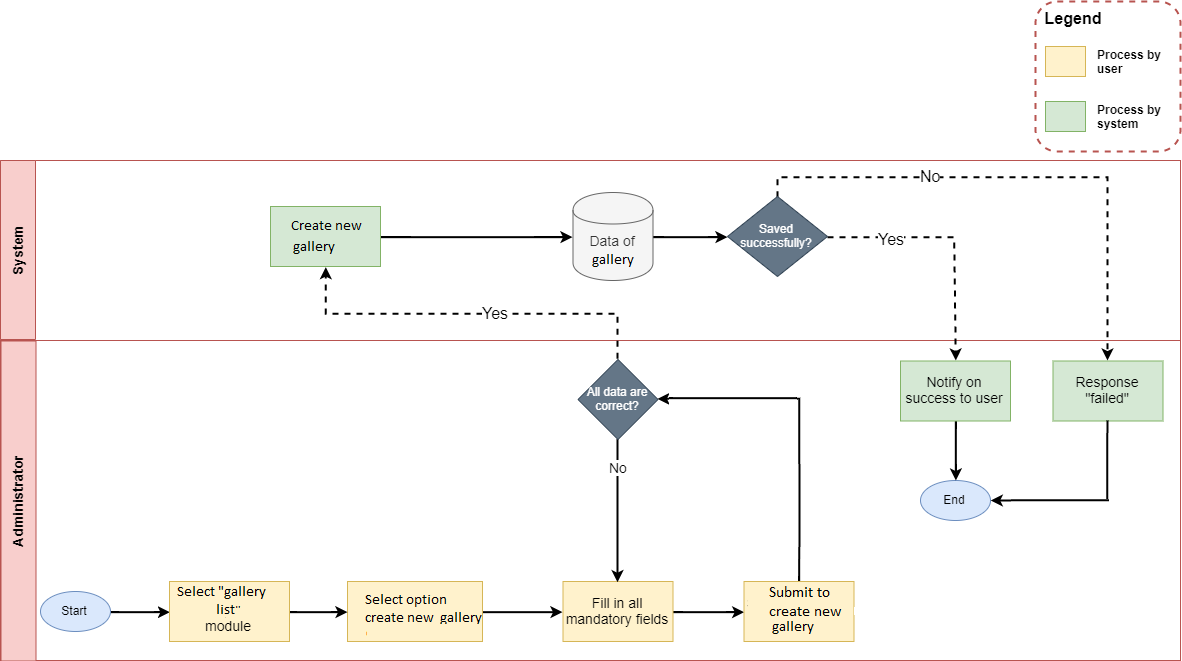 Legend
Process by
user
Process by
system
System
No
Create new
gallery
Data of
gallery
Saved
successfully?
Yes
Yes
Administrator
All data are
correct?
Notify on
success to user
Response
"failed"
No
End
Start
Select "gallery
list"
module
Select option
create new gallery
Fill in all
mandatory fields
Submit to
create new
gallery